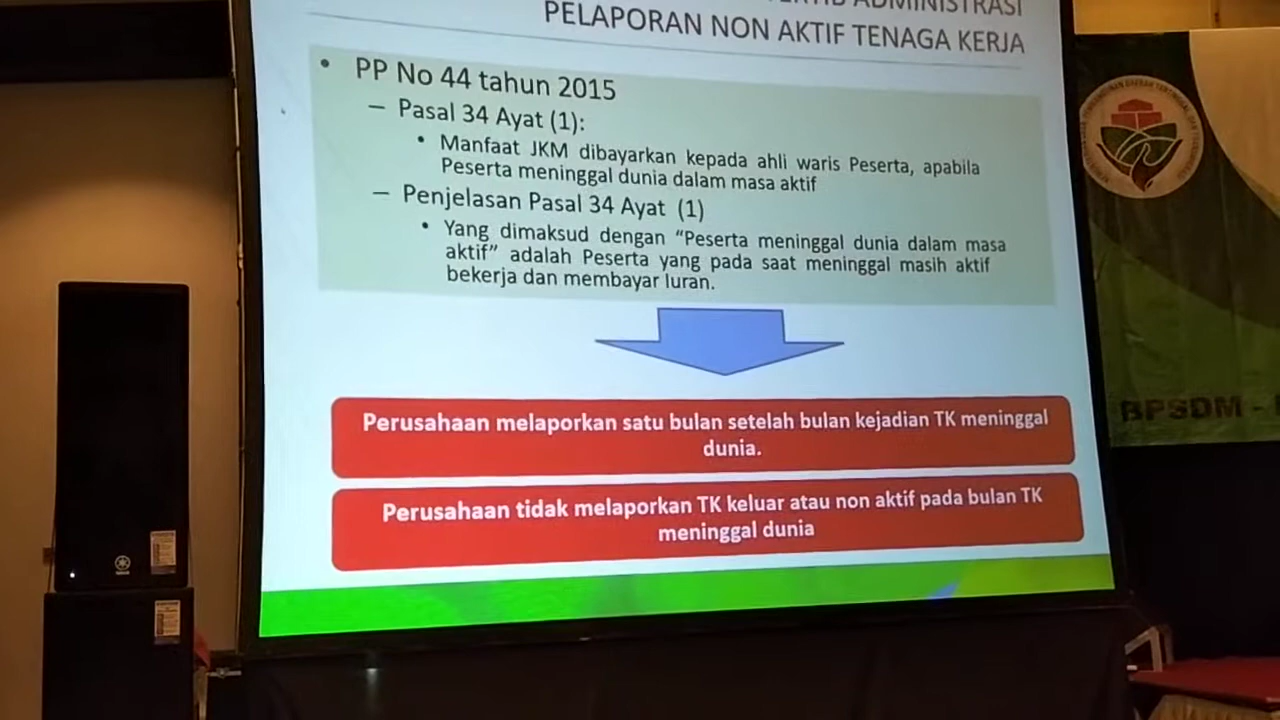 ADMINISTRASI
PELAPORAN NON AKTIF TENAGA KERJA
• PP No 44 tahun 2015
– Pasal 34 Ayat (1):
• Manfaat JKM dibayarkan kepada ahli waris Peserta, apabila
Peserta meninggal dunia dalam masa aktif
– Penjelasan Pasal 34 Ayat (1)
• Yang dimaksud dengan “Peserta meninggal dunia dalam masa
aktif” adalah Peserta yang pada saat meninggal masih aktif
bekerja dan membayar Iuran.
Perusahaan melaporkan satu bulan setelah bulan kejadian TK meninggal
dunia.
Perusahaan tidak melaporkan TK keluar atau non aktif pada bulan TK
meninggal dunia
BPSDM -
YAMAHA